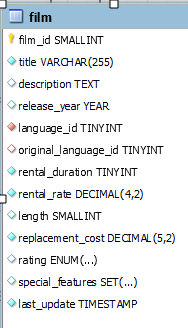 film
film_id SMALLINT
title VARCHAR(255)
description TEXT
release_year YEAR
language_id TINYINT
original_language_id TINYINT
rental_duration TINYINT
rental_rate DECIMAL(4,2)
length SMALLINT
replacement_cost DECIMAL(5,2)
rating ENUM(...)
special_features SET(...)
last_update TIMESTAMP